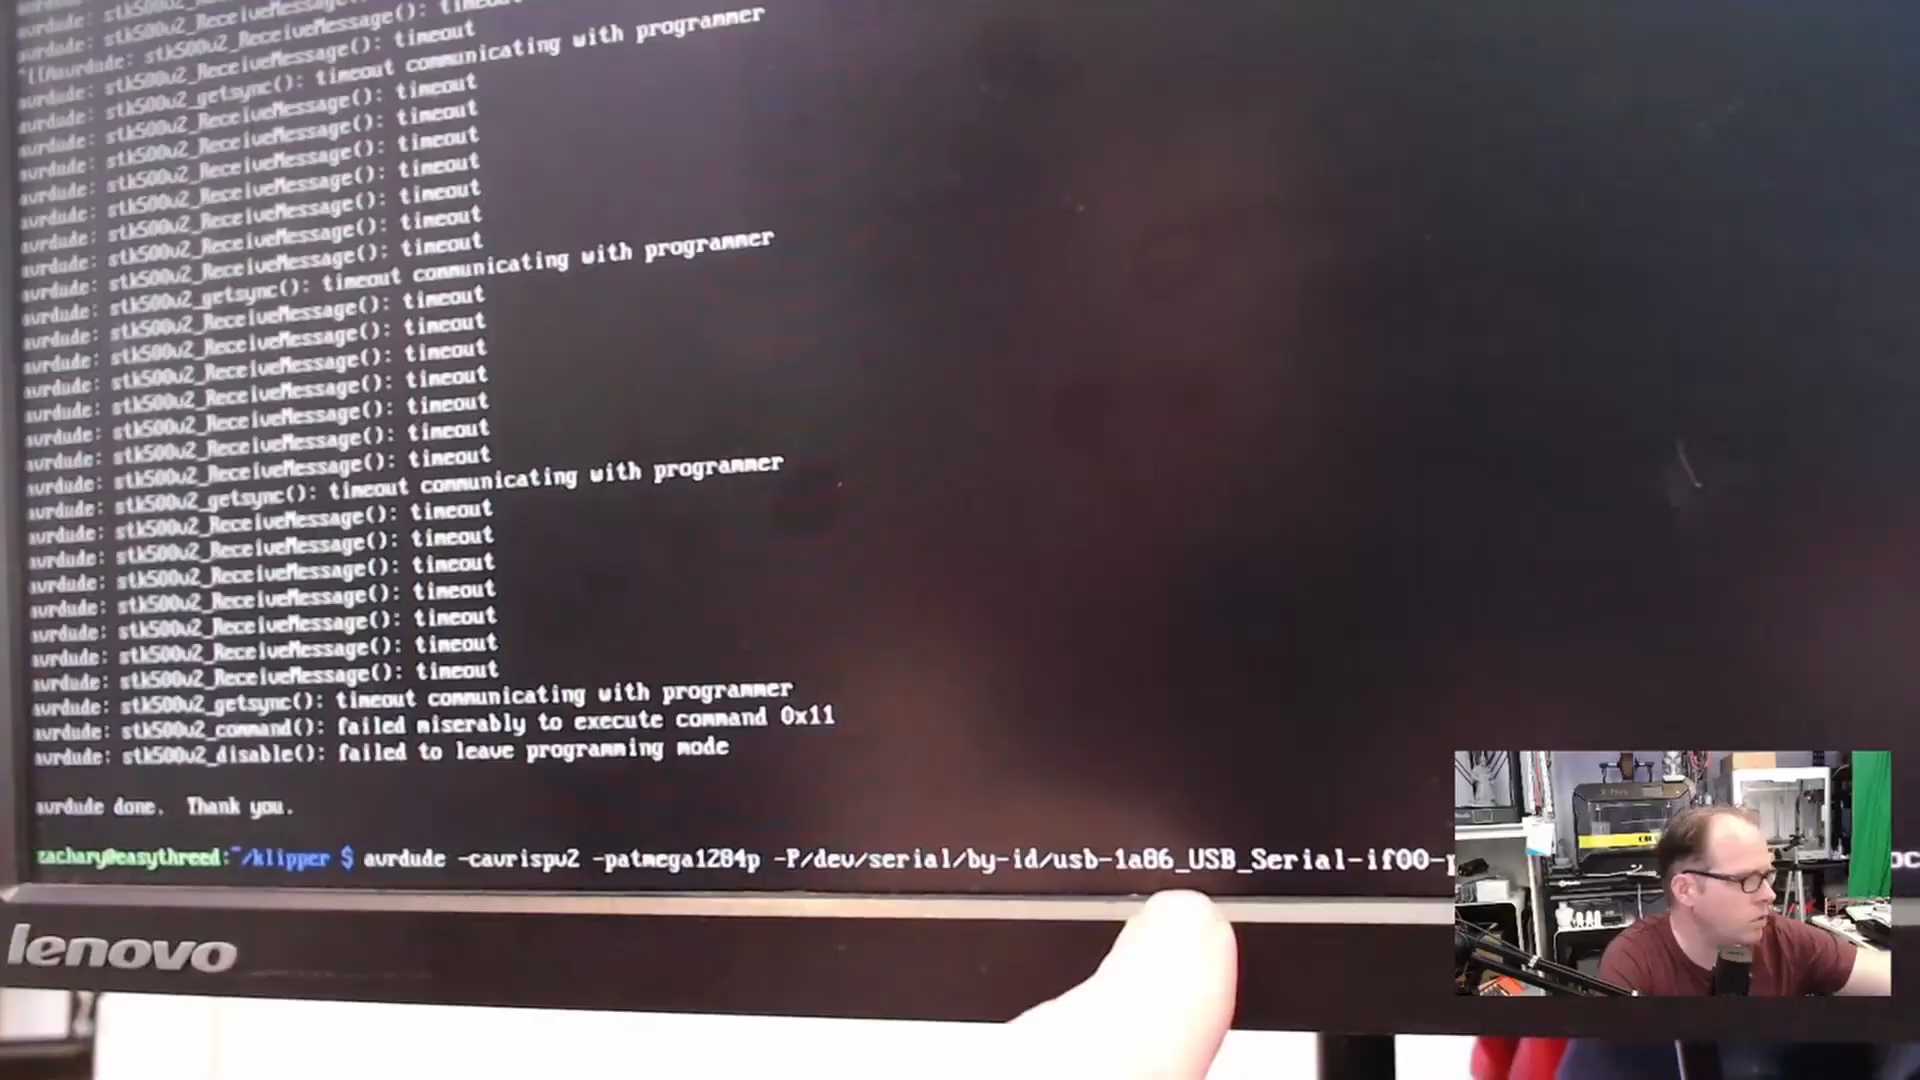 avrdude: stk500v2_ReceiveMessage():
^[[Aavrdude: stk500v2_ReceiveMessage(): timeout
avrdude: stk500v2_getsync(): timeout communicating with programmer
avrdude: stk500v2_ReceiveMessage(): timeout
avrdude: stk500v2_ReceiveMessage(): timeout
avrdude: stk500v2_ReceiveMessage(): timeout
avrdude: stk500v2_ReceiveMessage(): timeout
avrdude: stk500v2_ReceiveMessage(): timeout
avrdude: stk500v2_ReceiveMessage(): timeout
avrdude: stk500v2_ReceiveMessage(): timeout
avrdude: stk500v2_getsync(): timeout communicating with programmer
avrdude: stk500v2_ReceiveMessage(): timeout
avrdude: stk500v2_ReceiveMessage(): timeout
avrdude: stk500v2_ReceiveMessage(): timeout
avrdude: stk500v2_ReceiveMessage(): timeout
avrdude: stk500v2_ReceiveMessage(): timeout
avrdude: stk500v2_ReceiveMessage(): timeout
avrdude: stk500v2_ReceiveMessage(): timeout
avrdude: stk500v2_getsync(): timeout communicating with programmer
avrdude: stk500v2_ReceiveMessage(): timeout
avrdude: stk500v2_ReceiveMessage(): timeout
avrdude: stk500v2_ReceiveMessage(): timeout
avrdude: stk500v2_ReceiveMessage(): timeout
avrdude: stk500v2_ReceiveMessage(): timeout
avrdude: stk500v2_ReceiveMessage(): timeout
avrdude: stk500v2_ReceiveMessage(): timeout
avrdude: stk500v2_getsync(): timeout communicating with programmer
avrdude: stk500v2_command(): failed miserably to execute command 0x11
avrdude: stk500v2_disable(): failed to leave programming mode
avrdude done.  Thank you.
zachary@easythreed:~/klipper $ avrdude -cavrispv2 -patmega1284p -P/dev/serial/by-id/usb-1a86_USB_Serial-if00-p
lenovo